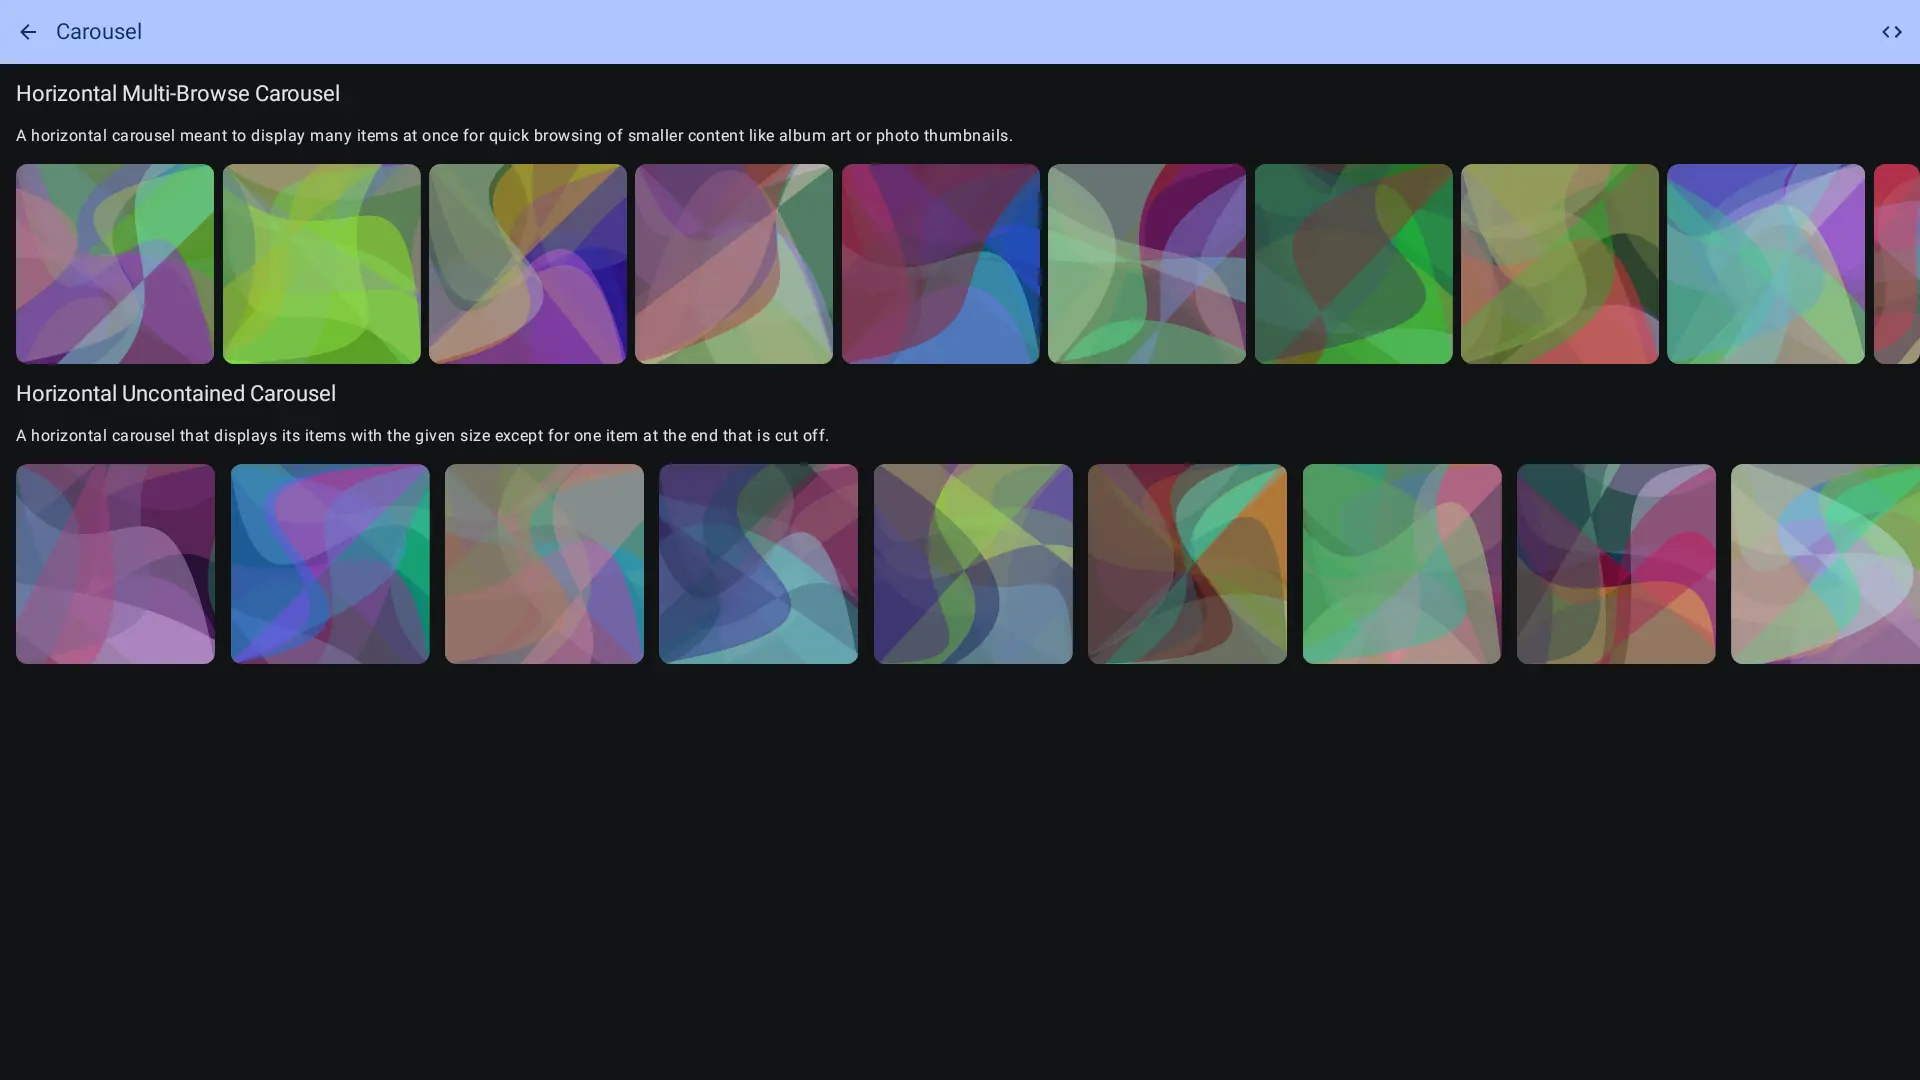 Carousel
Horizontal Multi-Browse Carousel
A horizontal carousel meant to display many items at once for quick browsing of smaller content like album art or photo thumbnails.
Horizontal Uncontained Carousel
A horizontal carousel that displays its items with the given size except for one item at the end that is cut off.